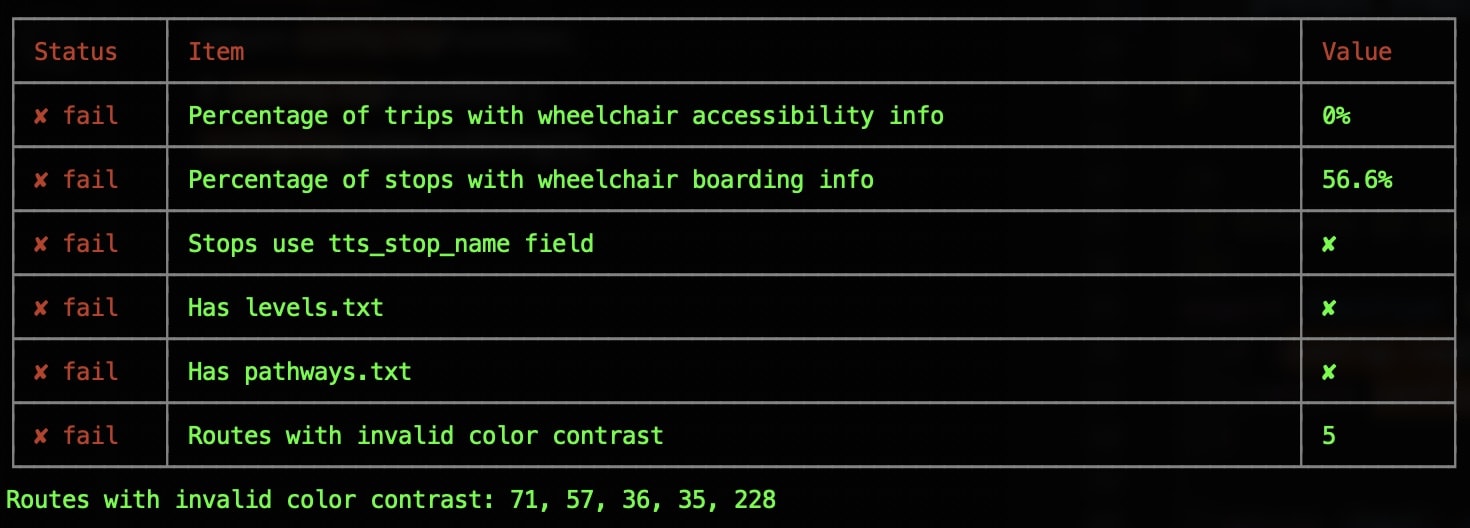 Status Item Value
✘ fail Percentage of trips with wheelchair accessibility info 0%
✘ fail Percentage of stops with wheelchair boarding info 56.6%
✘ fail Stops use tts_stop_name field ✘
✘ fail Has levels.txt ✘
✘ fail Has pathways.txt ✘
✘ fail Routes with invalid color contrast 5
Routes with invalid color contrast: 71, 57, 36, 35, 228